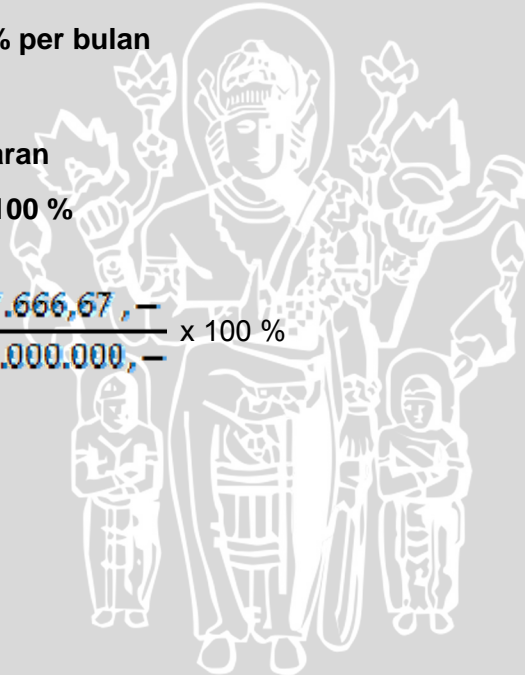 % per bulan
aran
100 %
.666,67 ,–
.000.000,– x 100 %